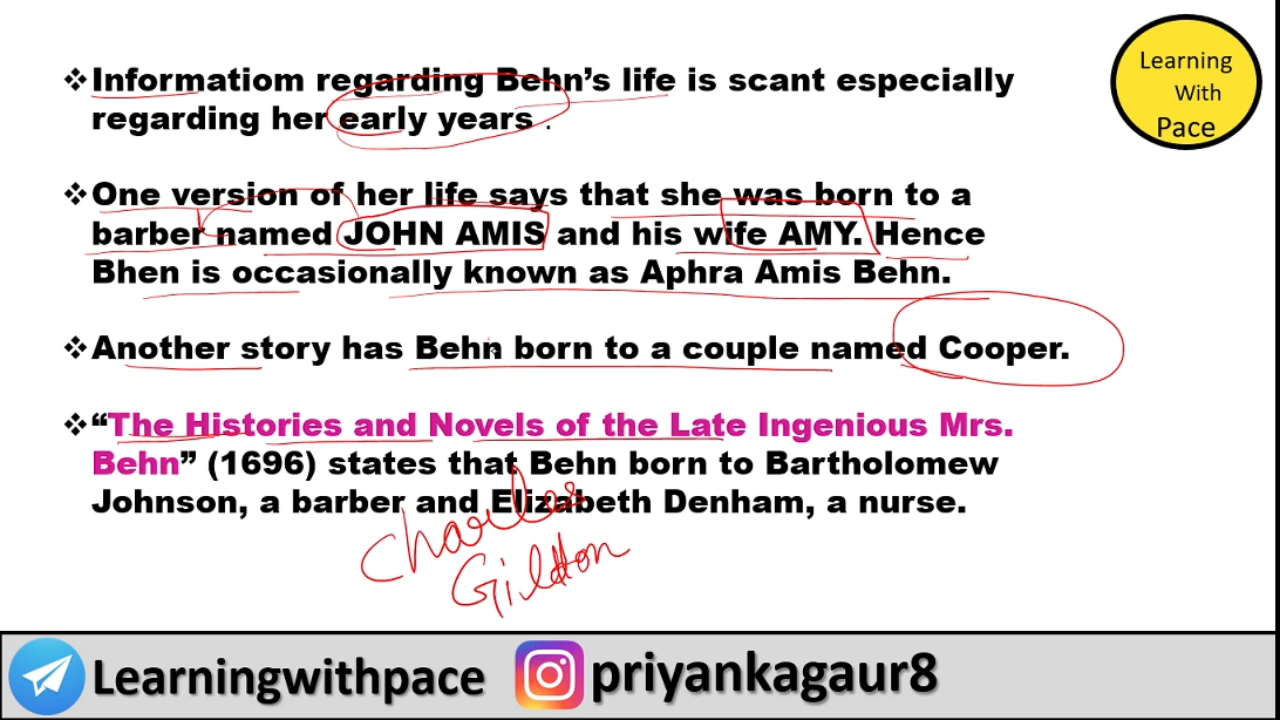 ❖Informatiom regarding Behn's life is scant especially
regarding her early years .
❖One version of her life says that she was born to a
barber named JOHN AMIS and his wife AMY. Hence
Bhen is occasionally known as Aphra Amis Behn.
❖Another story has Behn born to a couple named Cooper.
❖“The Histories and Novels of the Late Ingenious Mrs.
Behn” (1696) states that Behn born to Bartholomew
Johnson, a barber and Elizabeth Denham, a nurse.
Charles
Gildon
Learning
With
Pace
Learningwithpace
priyankagaur8